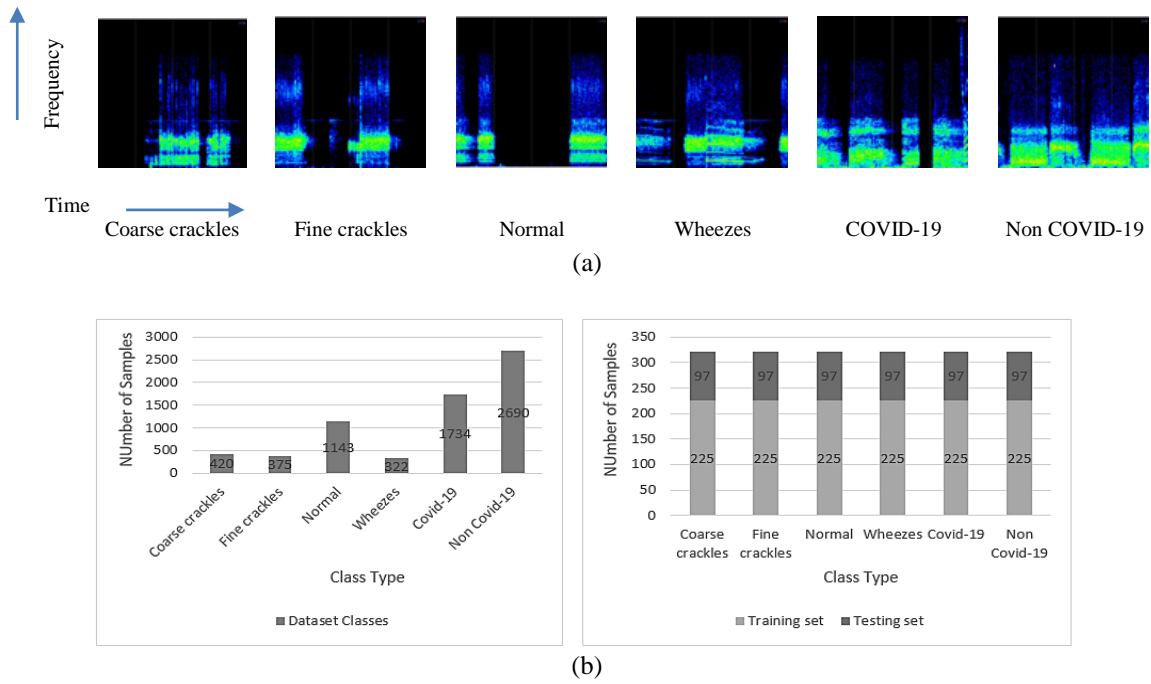 Frequency
Time
Coarse crackles
Fine crackles
Normal
Wheezes
COVID-19
Non COVID-19
(a)
NUmber of Samples
3000
2500
2000
1500
1000
500
0
420
375
1143
322
1734
2690
Coarse crackles
Fine crackles
Normal
Wheezes
Covid-19
Non Covid-19
Class Type
Dataset Classes
NUmber of Samples
350
300
250
200
150
100
50
0
97
97
97
97
97
97
225
225
225
225
225
225
Coarse crackles
Fine crackles
Normal
Wheezes
Covid-19
Non Covid-19
Class Type
Training set
Testing set
(b)